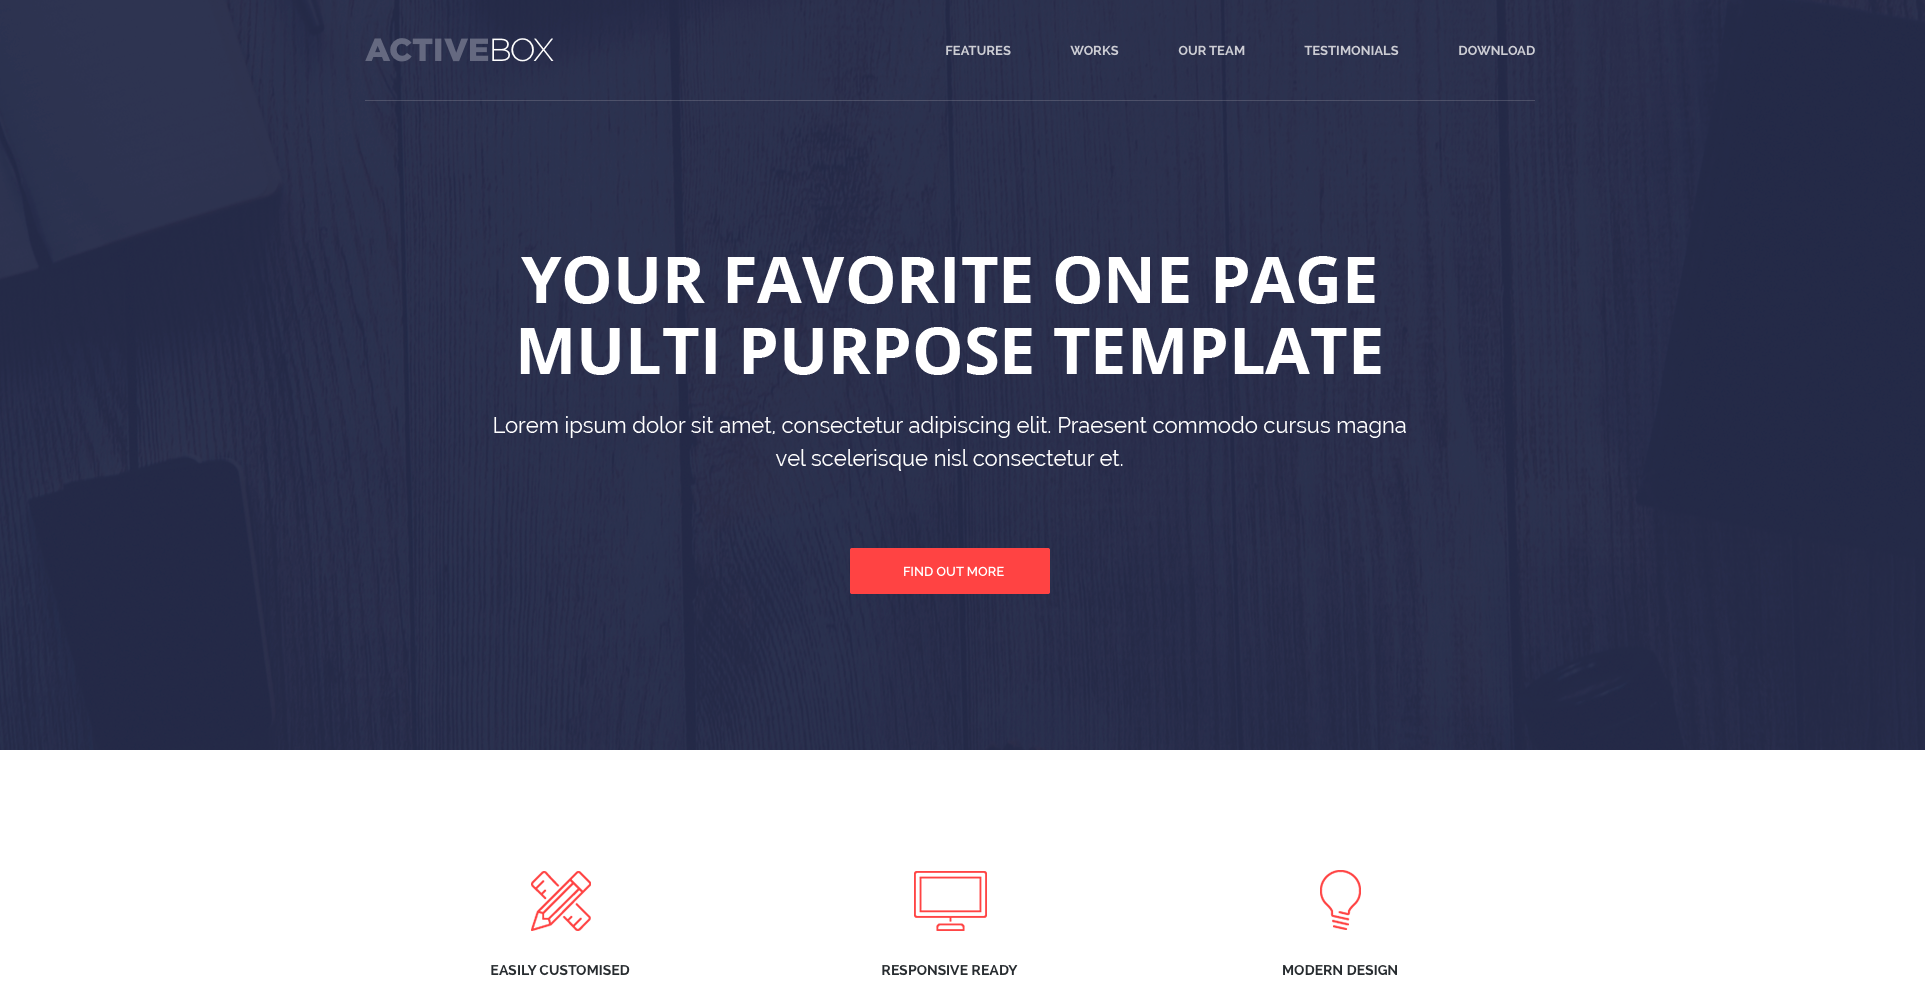 ACTIVEBOX
FEATURES
WORKS
OUR TEAM
TESTIMONIALS
DOWNLOAD
YOUR FAVORITE ONE PAGE
MULTI PURPOSE TEMPLATE
Lorem ipsum dolor sit amet, consectetur adipiscing elit. Praesent commodo cursus magna
vel scelerisque nisl consectetur et.
FIND OUT MORE
EASILY CUSTOMISED
RESPONSIVE READY
MODERN DESIGN